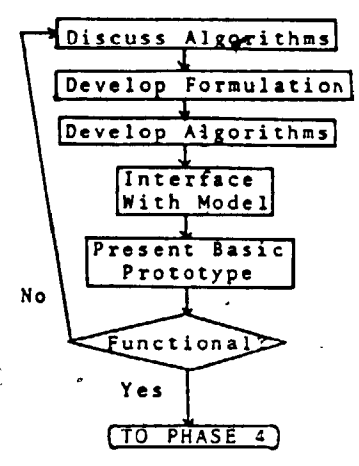 Discuss Algorithms
Develop Formulation
Develop Algorithms
Interface
With Model
Present Basic
Prototype
No
Functional?
Yes
TO PHASE 4